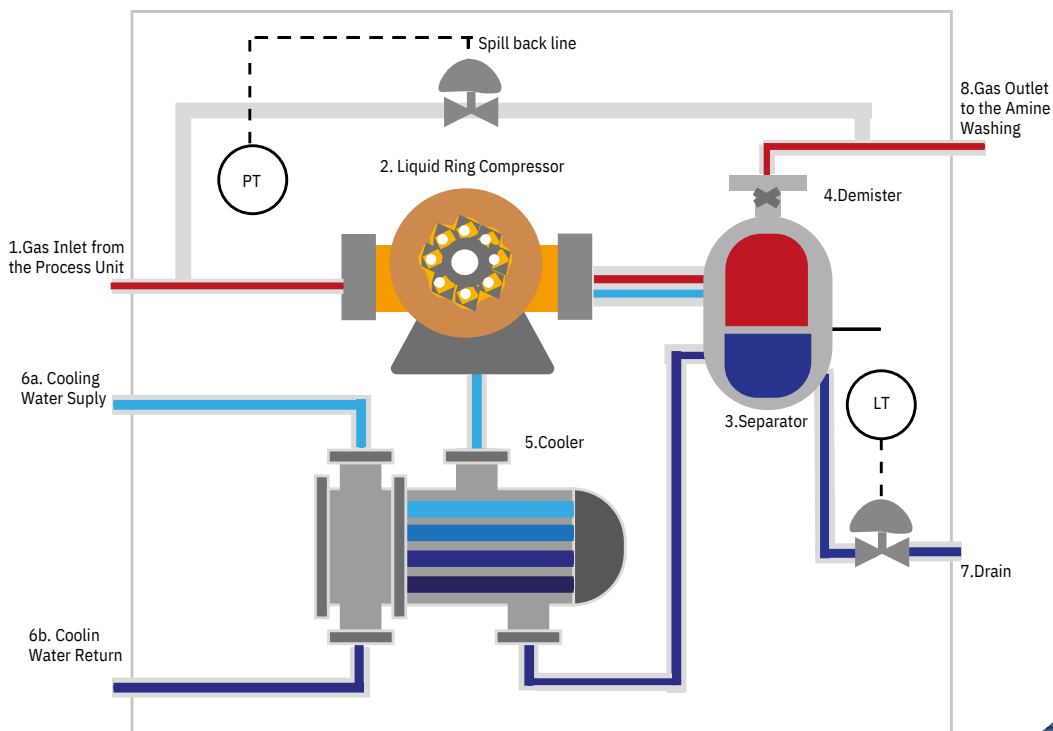 Spill back line
8.Gas Outlet
to the Amine
Washing
PT
2. Liquid Ring Compressor
4.Demister
1.Gas Inlet from
the Process Unit
6a. Cooling
Water Suply
5.Cooler
3.Separator
LT
7.Drain
6b. Coolin
Water Return